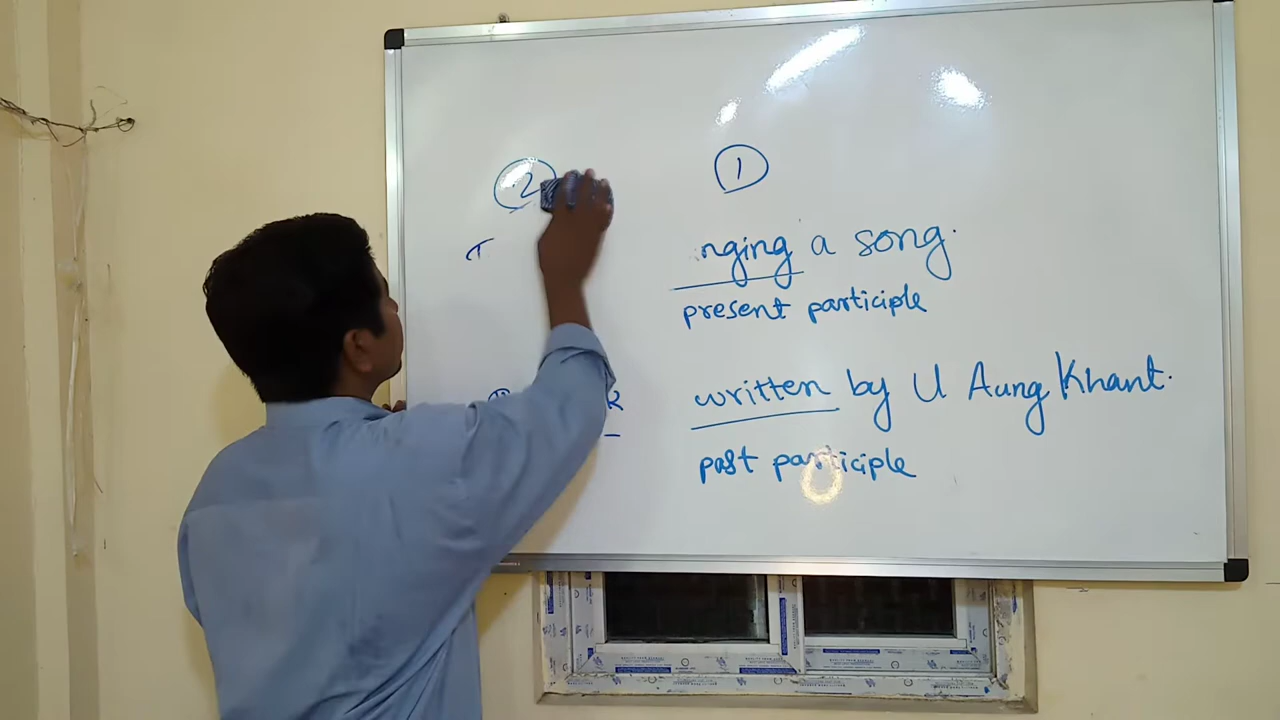 2 1
nging a song.
present participle
written by U Aung Khant.
past participle